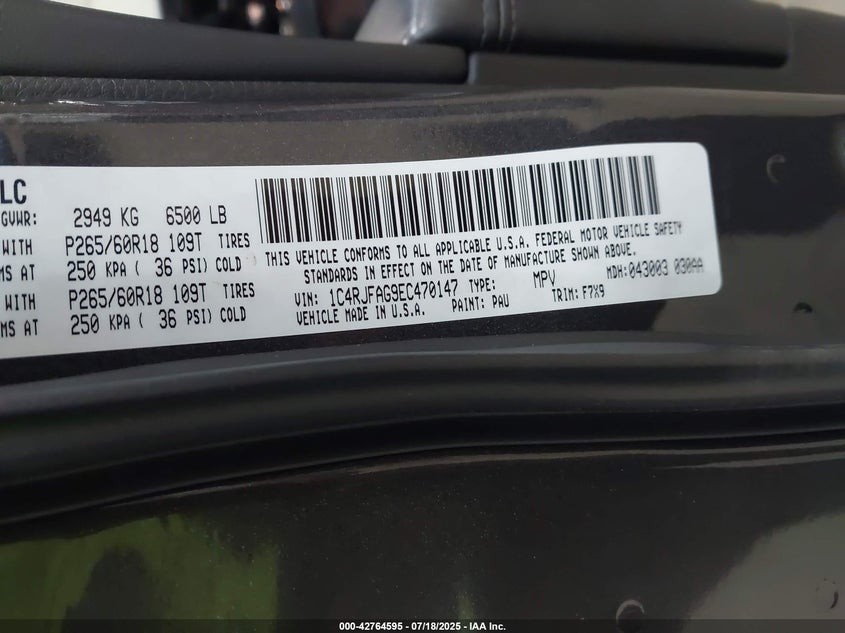 LC
GVWR: 2949 KG 6500 LB
WITH P265/60R18 109T TIRES
MS AT 250 KPA ( 36 PSI) COLD
WITH P265/60R18 109T TIRES
MS AT 250 KPA ( 36 PSI) COLD
THIS VEHICLE CONFORMS TO ALL APPLICABLE U.S.A. FEDERAL MOTOR VEHICLE SAFETY
STANDARDS IN EFFECT ON THE DATE OF MANUFACTURE SHOWN ABOVE.
VIN: 1C4RJFAG9EC470147 TYPE: MPV MDH: 043003 030AA
VEHICLE MADE IN U.S.A. PAINT: PAU TRIM: F7X9
000-42764595 - 07/18/2025 - IAA Inc.